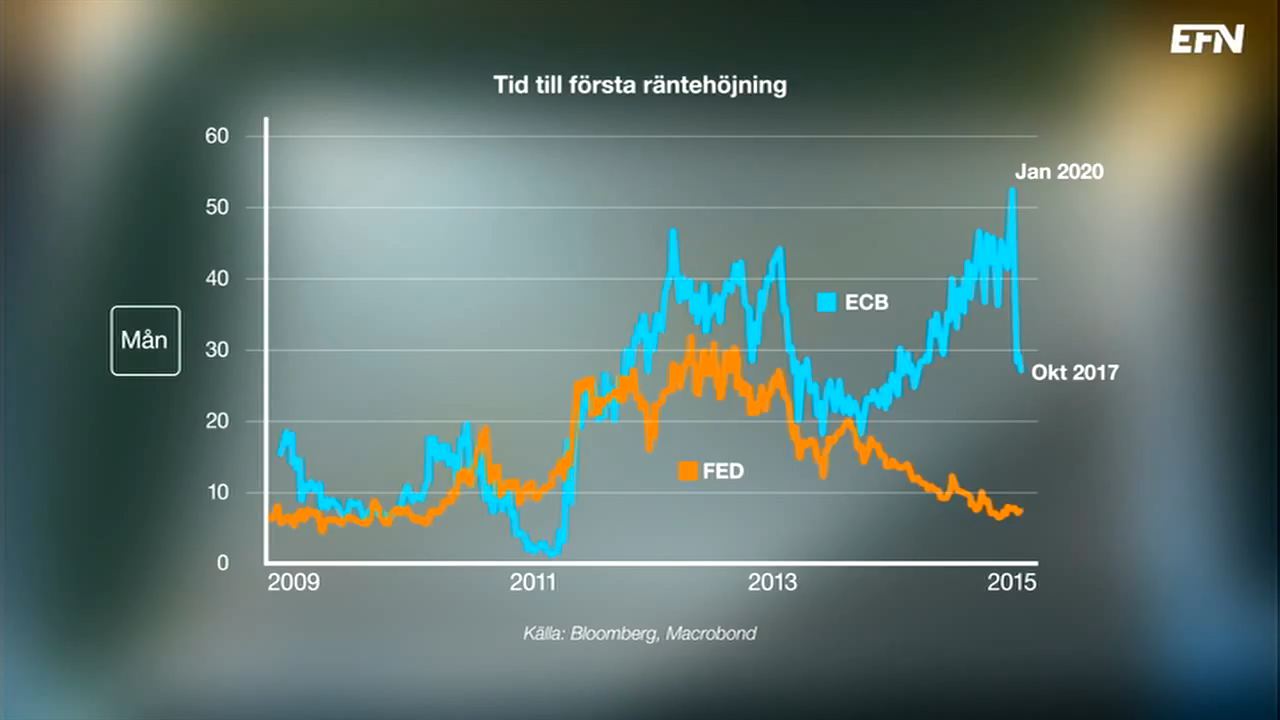 EFN
Tid till första räntehöjning
60
Jan 2020
50
40
ECB
Mån
30
Okt 2017
20
FED
10
0
2009 2011 2013 2015
Källa: Bloomberg, Macrobond